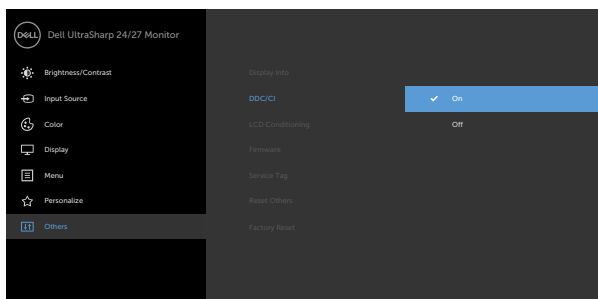 DELL Dell UltraSharp 24/27 Monitor
Brightness/Contrast
Input Source
Color
Display
Menu
Personalize
Others
Display Info
DDC/CI
LCD Conditioning
Firmware
Service Tag
Reset Others
Factory Reset
On
Off